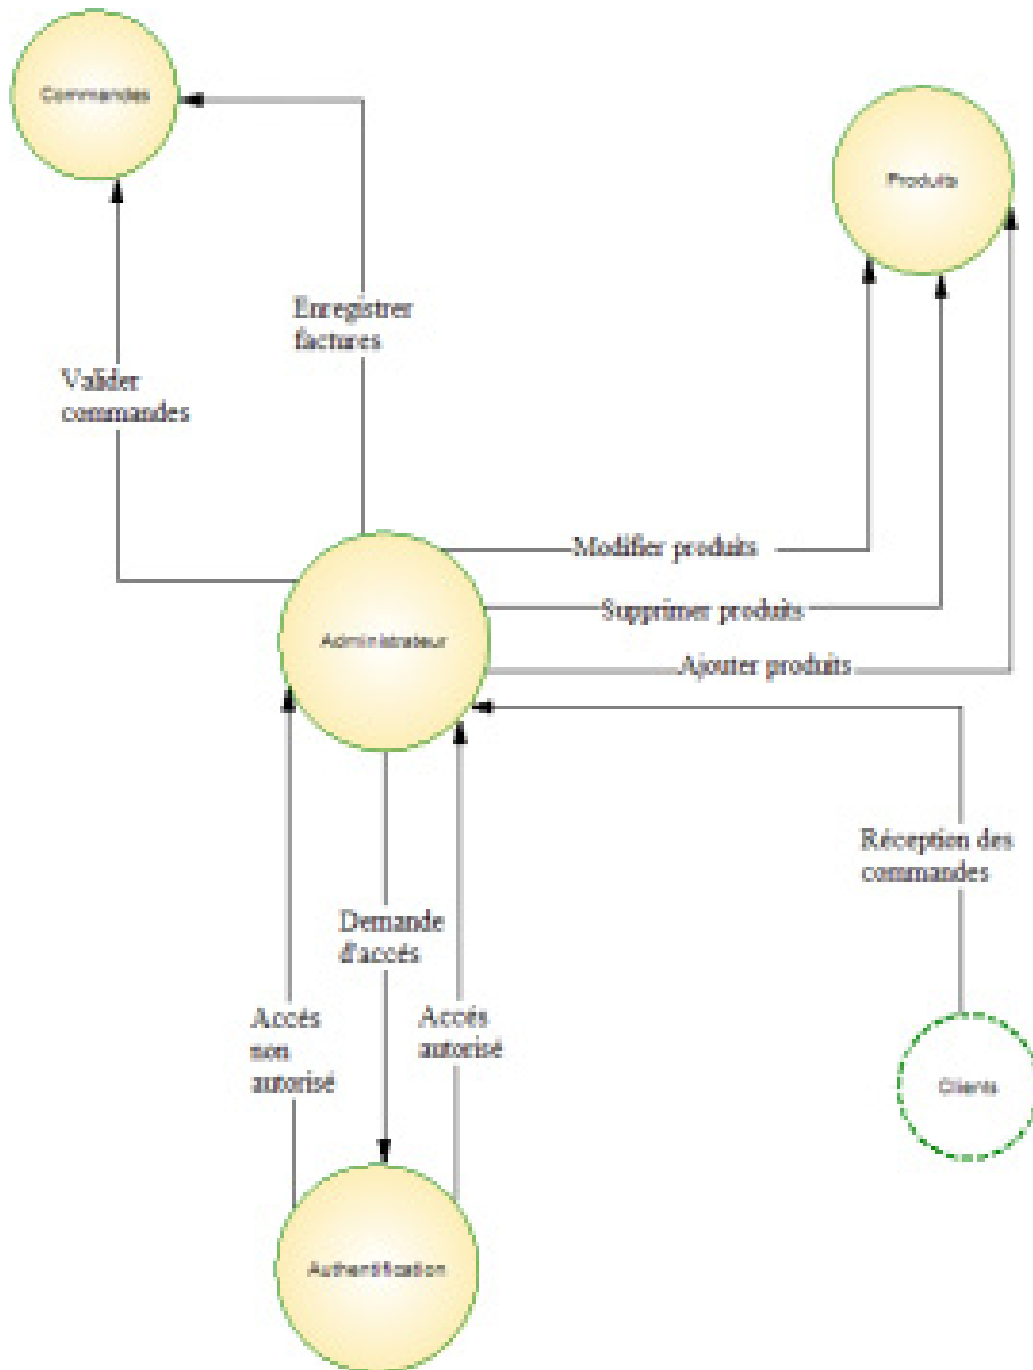 Commandes
Produits
Enregistrer
factures
Valider
commandes
Modifier produits
Supprimer produits
Administrateur
Ajouter produits
Réception des
commandes
Demande
d'accés
Accés
non
autorisé
Accés
autorisé
Clients
Authentification